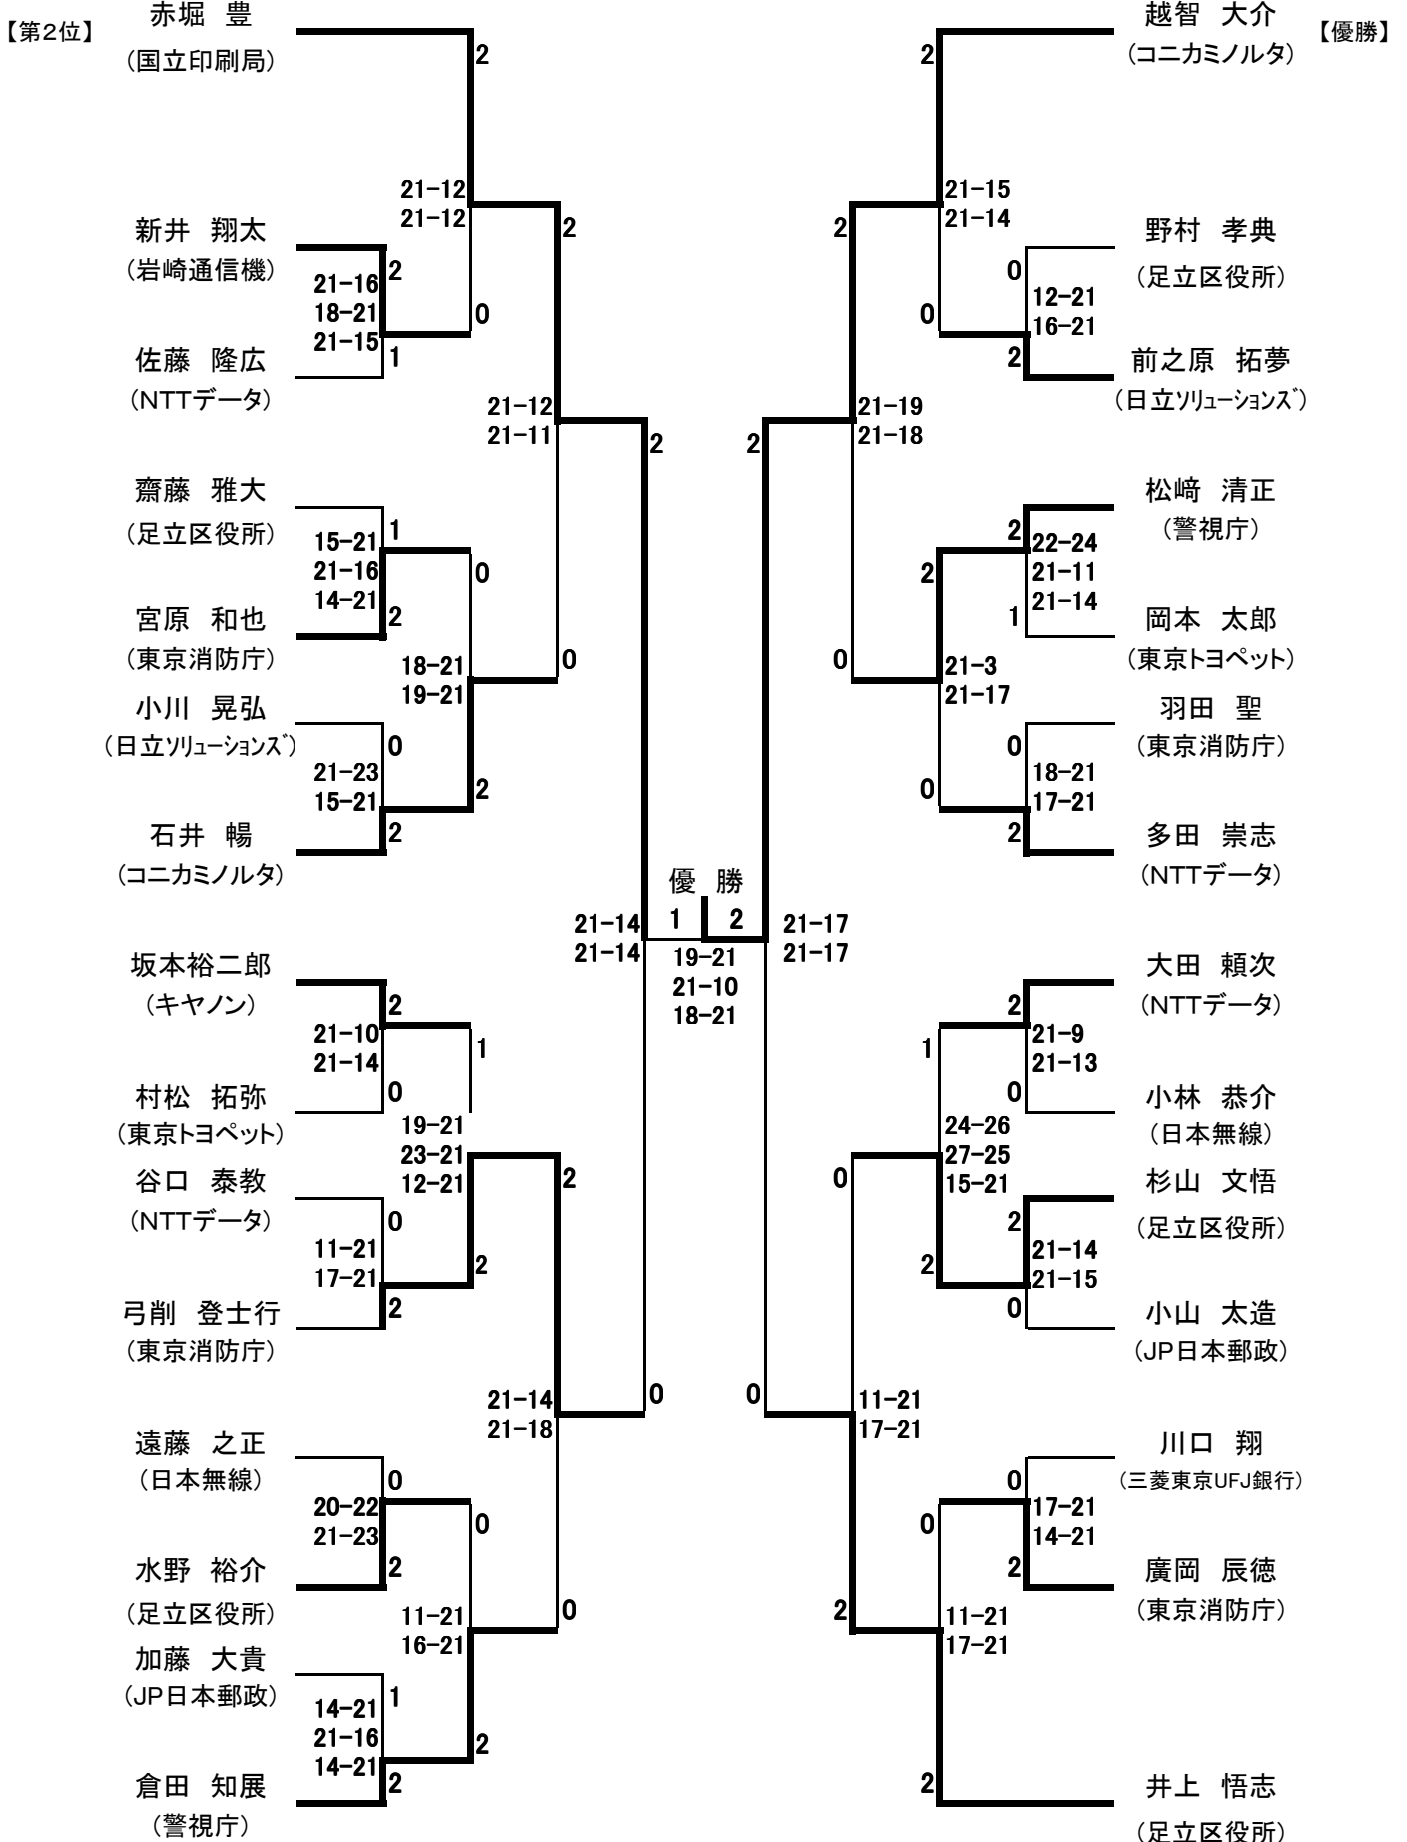 【第2位】
赤堀 豊
(国立印刷局)
2
21-12
21-12
2
新井 翔太
(岩崎通信機)
2
21-16
18-21
21-15
0
佐藤 隆広
(NTTデータ)
1
21-12
21-11
2
齋藤 雅大
(足立区役所)
1
15-21
21-16
14-21
0
宮原 和也
(東京消防庁)
2
18-21
19-21
0
小川 晃弘
(日立ソリューションズ)
0
21-23
15-21
2
石井 暢
(コニカミノルタ)
2
21-14
21-14
坂本裕二郎
(キヤノン)
2
21-10
21-14
1
村松 拓弥
(東京トヨペット)
0
19-21
23-21
12-21
2
谷口 泰教
(NTTデータ)
0
11-21
17-21
2
弓削 登士行
(東京消防庁)
2
21-14
21-18
0
遠藤 之正
(日本無線)
0
20-22
21-23
0
水野 裕介
(足立区役所)
2
11-21
16-21
0
加藤 大貴
(JP日本郵政)
1
14-21
21-16
14-21
2
倉田 知展
(警視庁)
2
優 勝
1 2
19-21
21-10
18-21
越智 大介
【優勝】
(コニカミノルタ)
2
21-15
21-14
2
野村 孝典
(足立区役所)
0
12-21
16-21
0
前之原 拓夢
(日立ソリューションズ)
2
21-19
21-18
2
松﨑 清正
(警視庁)
2
22-24
21-11
21-14
2
岡本 太郎
(東京トヨペット)
1
0
21-3
21-17
羽田 聖
(東京消防庁)
0
18-21
17-21
0
多田 崇志
(NTTデータ)
2
21-17
21-17
大田 頼次
(NTTデータ)
2
21-9
21-13
1
小林 恭介
(日本無線)
0
24-26
27-25
15-21
0
杉山 文悟
(足立区役所)
2
21-14
21-15
2
小山 太造
(JP日本郵政)
0
0
11-21
17-21
川口 翔
(三菱東京UFJ銀行)
0
17-21
14-21
0
廣岡 辰徳
(東京消防庁)
2
2
11-21
17-21
2
井上 悟志
(足立区役所)